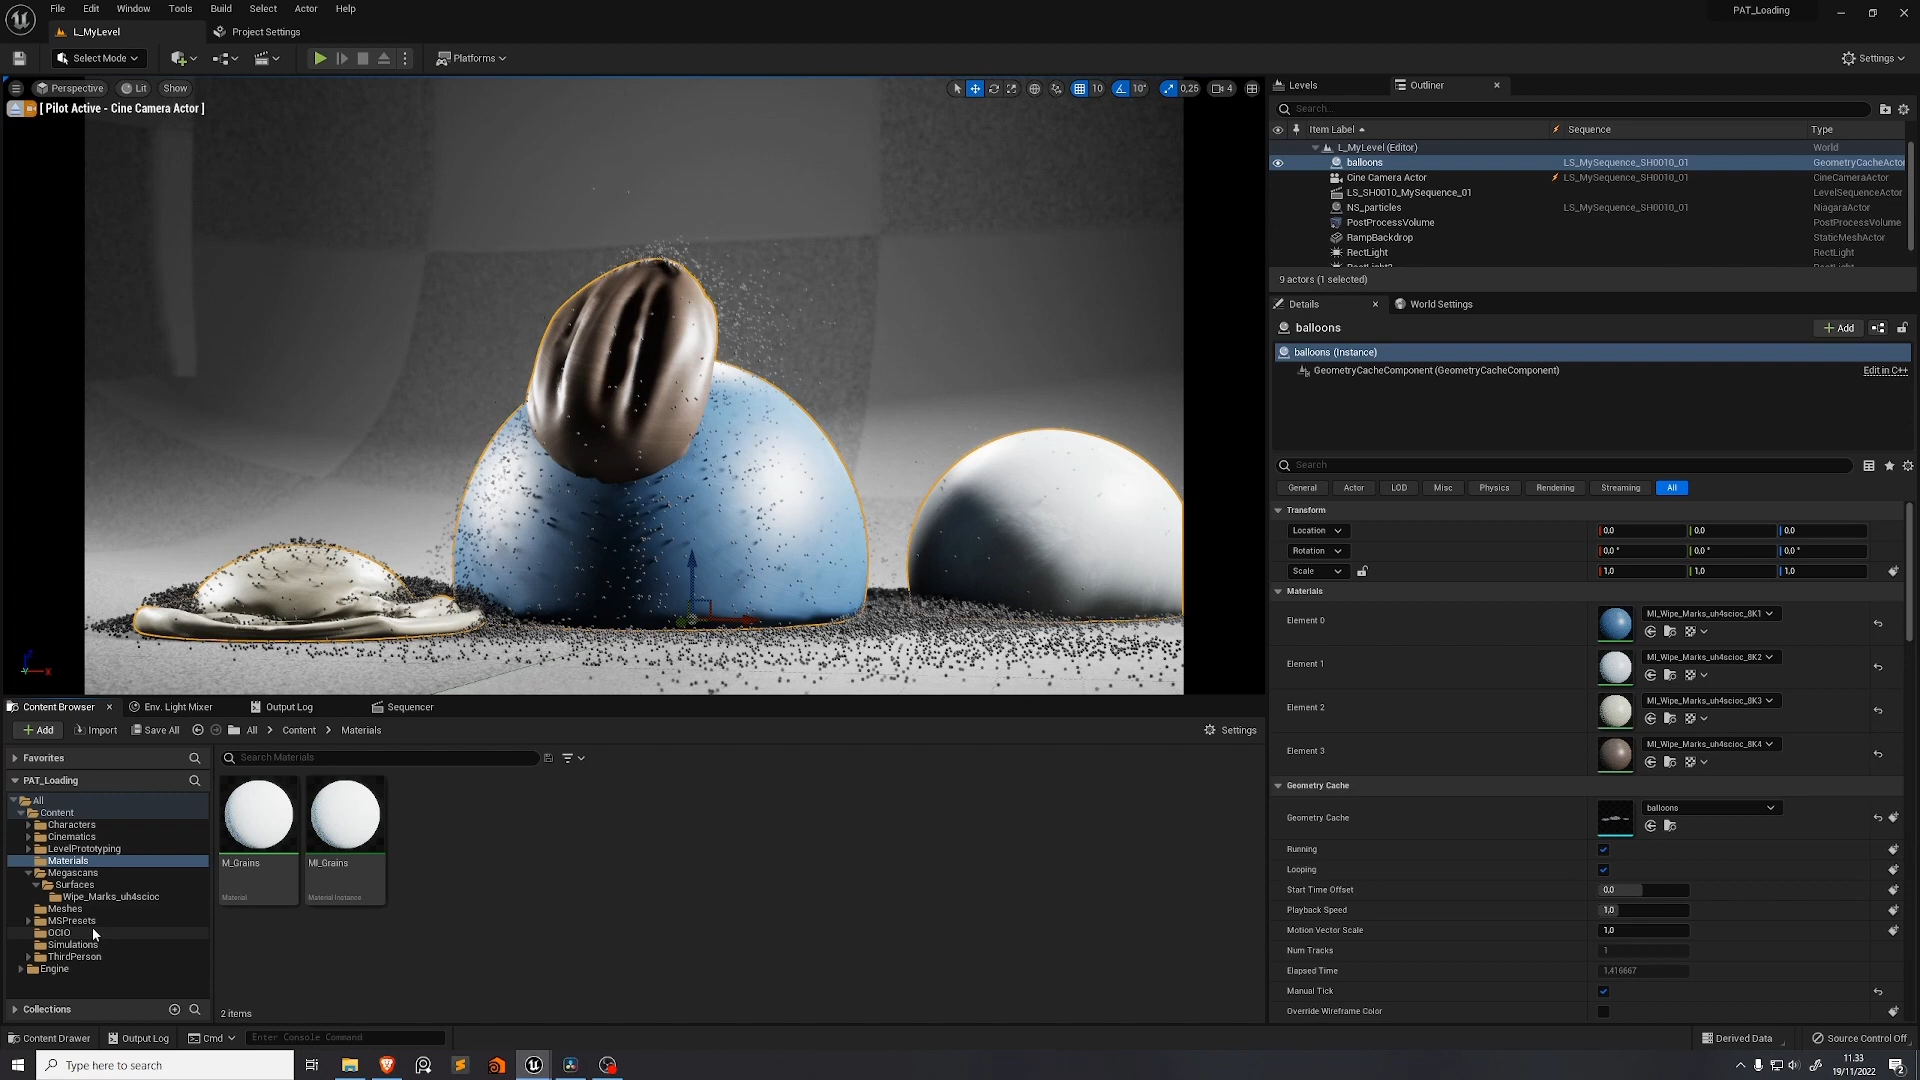 File Edit Window Tools Build Select Actor Help
PAT_Loading
L_MyLevel
Project Settings
Select Mode
Platforms
Settings
Perspective Lit Show
10 10° 0,25 4
[ Pilot Active - Cine Camera Actor ]
Levels
Outliner
Search...
Item Label Sequence Type
L_MyLevel (Editor) World
balloons LS_MySequence_SH0010_01 GeometryCacheActor
Cine Camera Actor LS_MySequence_SH0010_01 CineCameraActor
LS_SH0010_MySequence_01 LevelSequenceActor
NS_particles LS_MySequence_SH0010_01 NiagaraActor
PostProcessVolume PostProcessVolume
RampBackdrop StaticMeshActor
RectLight RectLight
9 actors (1 selected)
Details
World Settings
balloons
Add
balloons (Instance)
GeometryCacheComponent (GeometryCacheComponent) Edit in C++
Search
General Actor LOD Misc Physics Rendering Streaming All
Transform
Location 0,0 0,0 0,0
Rotation 0,0 ° 0,0 ° 0,0 °
Scale 1,0 1,0 1,0
Materials
Element 0 MI_Wipe_Marks_uh4scioc_8K1
Element 1 MI_Wipe_Marks_uh4scioc_8K2
Element 2 MI_Wipe_Marks_uh4scioc_8K3
Element 3 MI_Wipe_Marks_uh4scioc_8K4
Geometry Cache
Geometry Cache balloons
Running
Looping
Start Time Offset 0,0
Playback Speed 1,0
Motion Vector Scale 1,0
Num Tracks 1
Elapsed Time 1,416667
Manual Tick
Override Wireframe Color
Content Browser
Env. Light Mixer
Output Log
Sequencer
Add Import Save All All Content Materials Settings
Favorites
Search Materials
PAT_Loading
All
Content
Characters
Cinematics
LevelPrototyping
Materials
Megascans
Surfaces
Wipe_Marks_uh4scioc
Meshes
MSPresets
OCIO
Simulations
ThirdPerson
Engine
M_Grains
Material
MI_Grains
Material Instance
Collections
2 items
Content Drawer Output Log Cmd Enter Console Command
Derived Data Source Control Off
Type here to search
11.33
19/11/2022
2